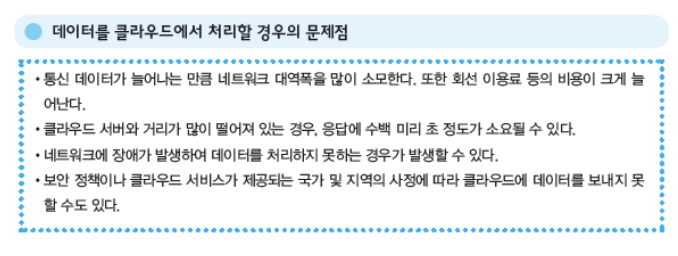 데이터를 클라우드에서 처리할 경우의 문제점
• 통신 데이터가 늘어나는 만큼 네트워크 대역폭을 많이 소모한다. 또한 회선 이용료 등의 비용이 크게 늘
어난다.
• 클라우드 서버와 거리가 많이 떨어져 있는 경우, 응답에 수백 미리 초 정도가 소요될 수 있다.
• 네트워크에 장애가 발생하여 데이터를 처리하지 못하는 경우가 발생할 수 있다.
• 보안 정책이나 클라우드 서비스가 제공되는 국가 및 지역의 사정에 따라 클라우드에 데이터를 보내지 못
할 수도 있다.